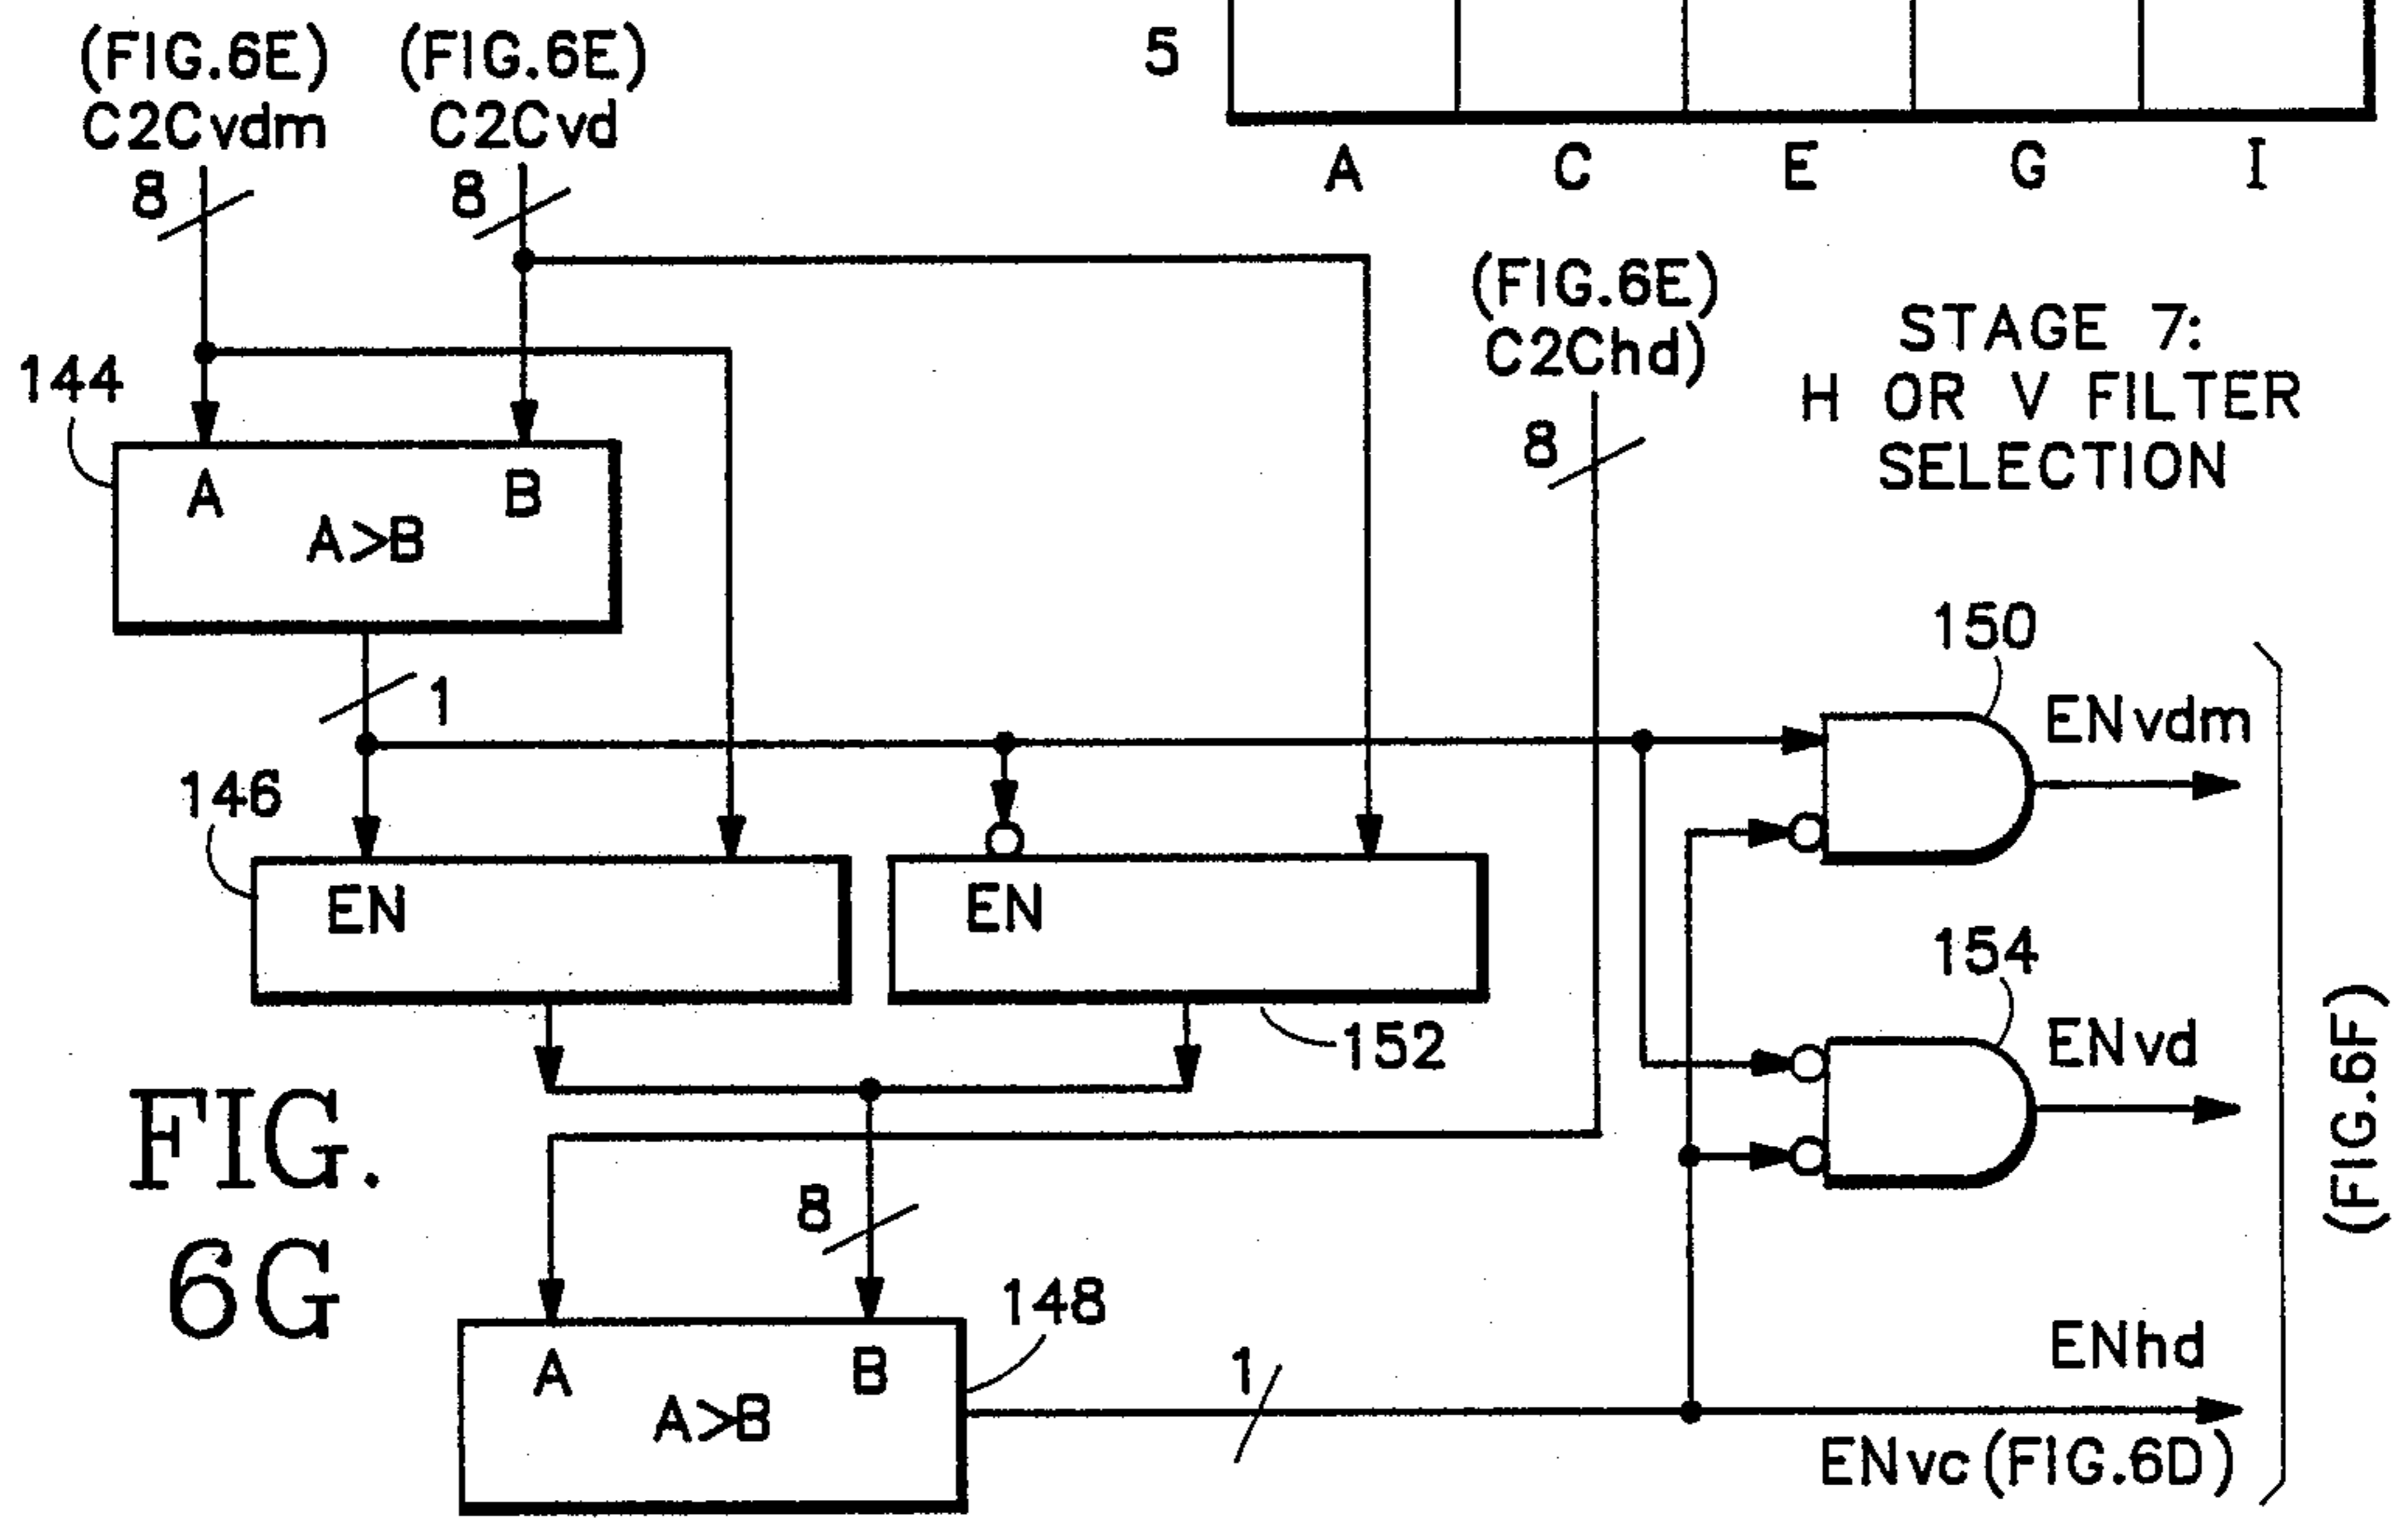 5
A C E G I
(FIG.6E) (FIG.6E)
C2Cvdm C2Cvd
8 8
(FIG.6E)
C2Chd)
8
STAGE 7:
H OR V FILTER
SELECTION
144
A B
A>B
1
150
ENvdm
146
EN EN
152
154
ENvd
(FIG.6F)
FIG.
6G
8
148
A B
A>B
1
ENhd
ENvc(FIG.6D)